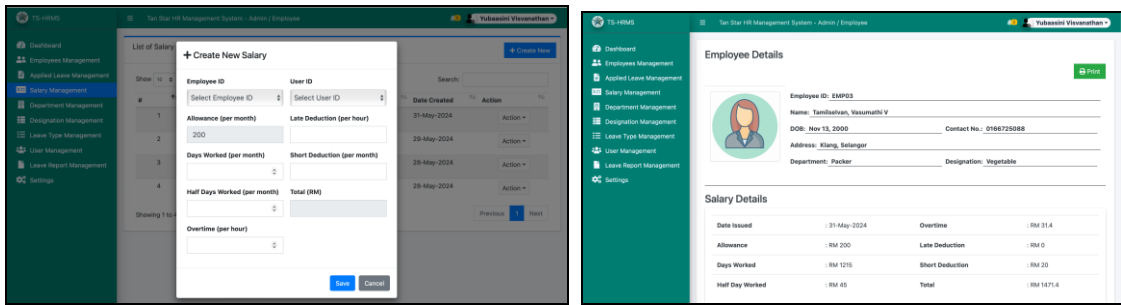 TS-HRMS
Tan Star HR Management System - Admin / Employee
Yubassini Visvanathan
Dashboard
Employees Management
Applied Leave Management
Salary Management
Department Management
Designation Management
Leave Type Management
User Management
Leave Report Management
Settings
List of Salary
+ Create New
Show 10
Search:
#
Date Created
Action
1
31-May-2024
Action
2
29-May-2024
Action
3
28-May-2024
Action
4
28-May-2024
Action
Showing 1 to
Previous 1 Next
+ Create New Salary
Employee ID
User ID
Select Employee ID
Select User ID
Allowance (per month)
Late Deduction (per hour)
200
Days Worked (per month)
Short Deduction (per month)
Half Days Worked (per month)
Total (RM)
Overtime (per hour)
Save
Cancel
TS-HRMS
Tan Star HR Management System - Admin / Employee
Yubassini Visvanathan
Dashboard
Employees Management
Applied Leave Management
Salary Management
Department Management
Designation Management
Leave Type Management
User Management
Leave Report Management
Settings
Employee Details
Print
Employee ID: EMP03
Name: Tamilselvan, Vasumathi V
DOB: Nov 13, 2000
Contact No.: 0166725088
Address: Klang, Selangor
Department: Packer
Designation: Vegetable
Salary Details
Date Issued : 31-May-2024 Overtime : RM 31.4
Allowance : RM 200 Late Deduction : RM 0
Days Worked : RM 1215 Short Deduction : RM 20
Half Day Worked : RM 45 Total : RM 1471.4